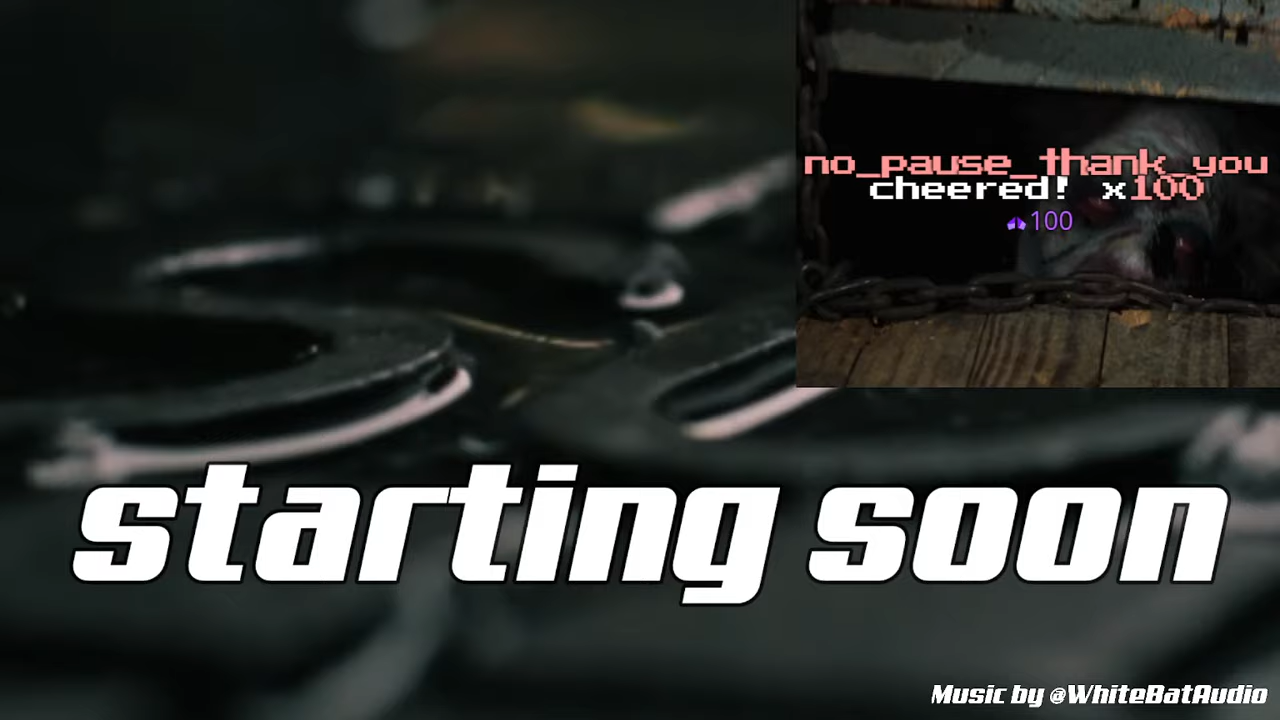 no_pause_thank_you
cheered! x100
100
starting soon
Music by @WhiteBatAudio